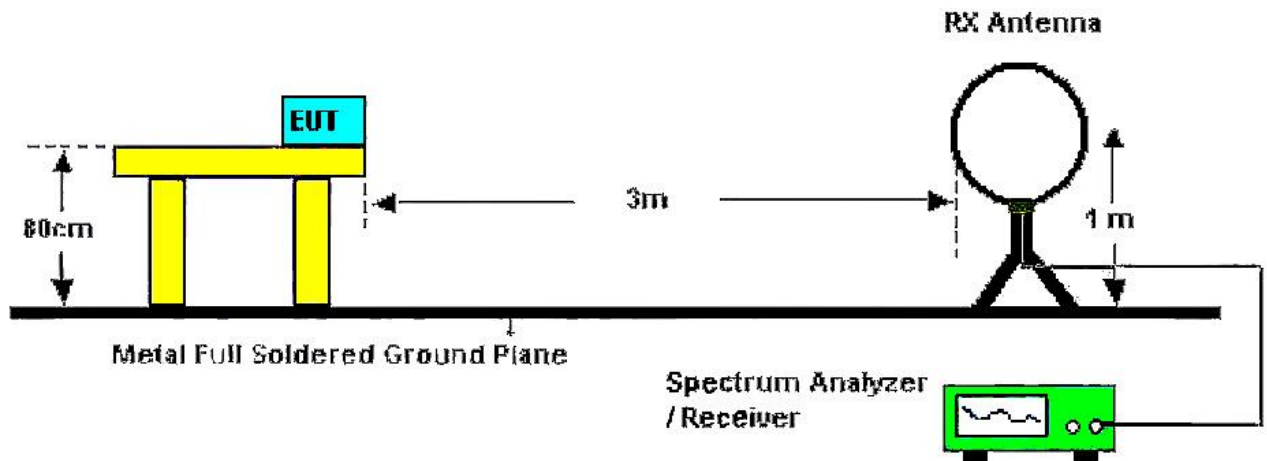 RX Antenna
EUT
80cm
3m
1 m
Metal Full Soldered Ground Plane
Spectrum Analyzer
/ Receiver